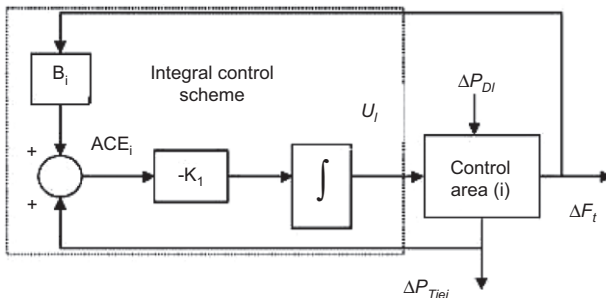 B_i
Integral control
scheme
U_I
ΔP_DI
+
ACE_i
-K_1
∫
Control
area (i)
+
ΔF_t
ΔP_Tiei